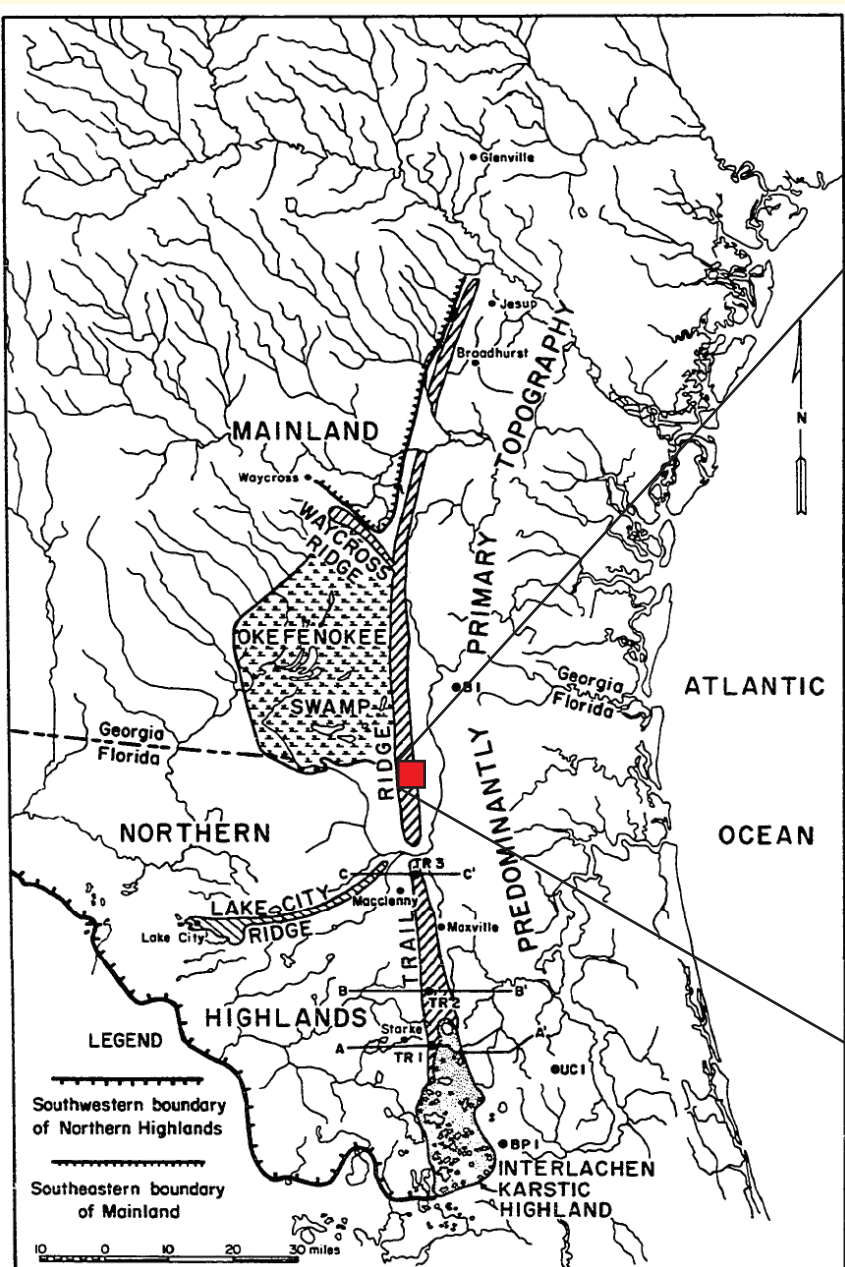 Glenville
Jesup
Broadhurst
PRIMARY TOPOGRAPHY
N
MAINLAND
Waycross
WAYCROSS
RIDGE
OKEFENOKEE
SWAMP
B1
Georgia
Florida
ATLANTIC
Georgia
Florida
RIDGE
PREDOMINANTLY
NORTHERN
OCEAN
TR3
C
C'
Macclenny
LAKE CITY
RIDGE
Lake City
TRAIL
Maxville
B
B'
TR2
HIGHLANDS
Starke
A
A'
TR1
UC1
LEGEND
Southwestern boundary
of Northern Highlands
BP1
INTERLACHEN
KARSTIC
HIGHLAND
Southeastern boundary
of Mainland
10 0 10 20 30 miles